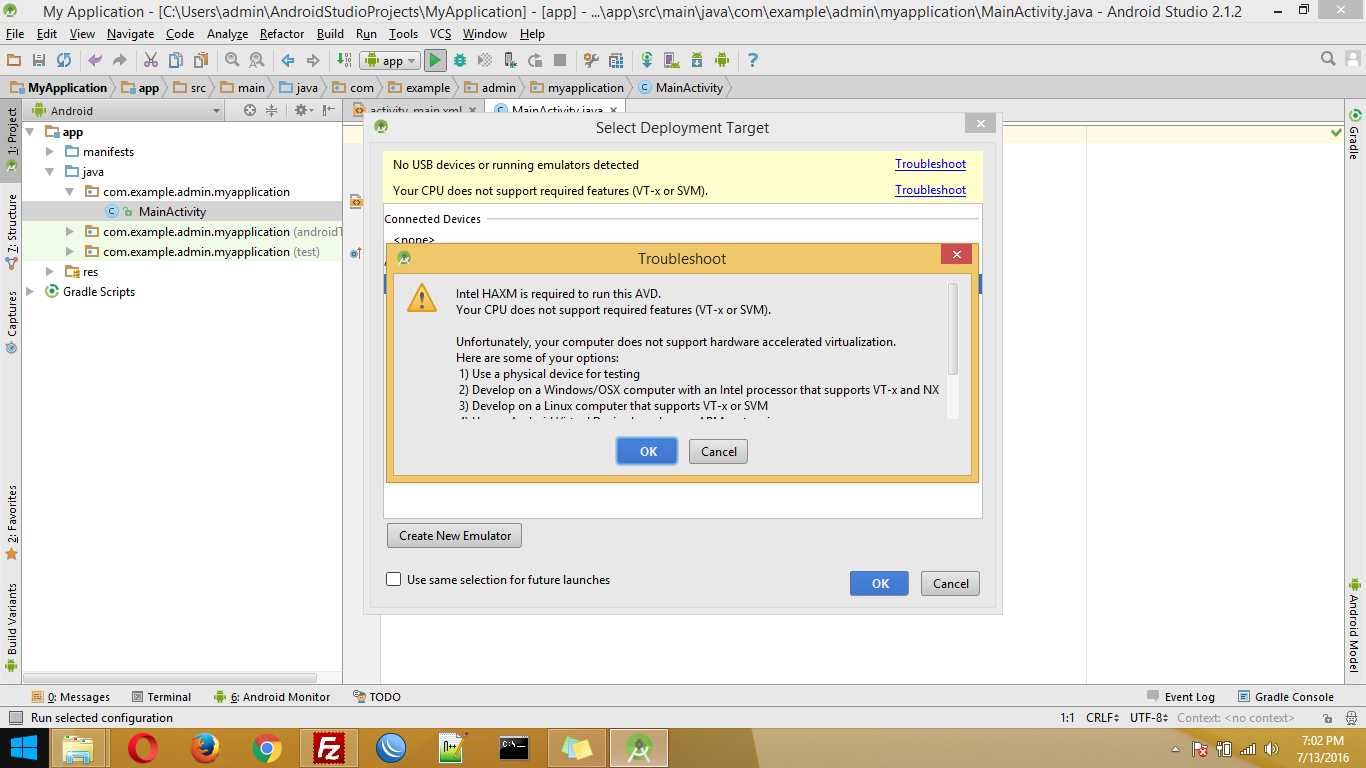 My Application - [C:\Users\admin\AndroidStudioProjects\MyApplication] - [app] - ...\app\src\main\java\com\example\admin\myapplication\MainActivity.java - Android Studio 2.1.2
File Edit View Navigate Code Analyze Refactor Build Run Tools VCS Window Help
app
MyApplication app src main java com example admin myapplication MainActivity
Android
activity_main.xml MainActivity.java
1: Project
7: Structure
Captures
2: Favorites
Build Variants
app
manifests
java
com.example.admin.myapplication
MainActivity
com.example.admin.myapplication (androidT
com.example.admin.myapplication (test)
res
Gradle Scripts
Select Deployment Target
No USB devices or running emulators detected Troubleshoot
Your CPU does not support required features (VT-x or SVM). Troubleshoot
Connected Devices
<none>
Troubleshoot
Intel HAXM is required to run this AVD.
Your CPU does not support required features (VT-x or SVM).
Unfortunately, your computer does not support hardware accelerated virtualization.
Here are some of your options:
1) Use a physical device for testing
2) Develop on a Windows/OSX computer with an Intel processor that supports VT-x and NX
3) Develop on a Linux computer that supports VT-x or SVM
OK Cancel
Create New Emulator
Use same selection for future launches
OK Cancel
Gradle
Android Model
0: Messages Terminal 6: Android Monitor TODO Event Log Gradle Console
Run selected configuration 1:1 CRLF UTF-8 Context: <no context>
7:02 PM
7/13/2016